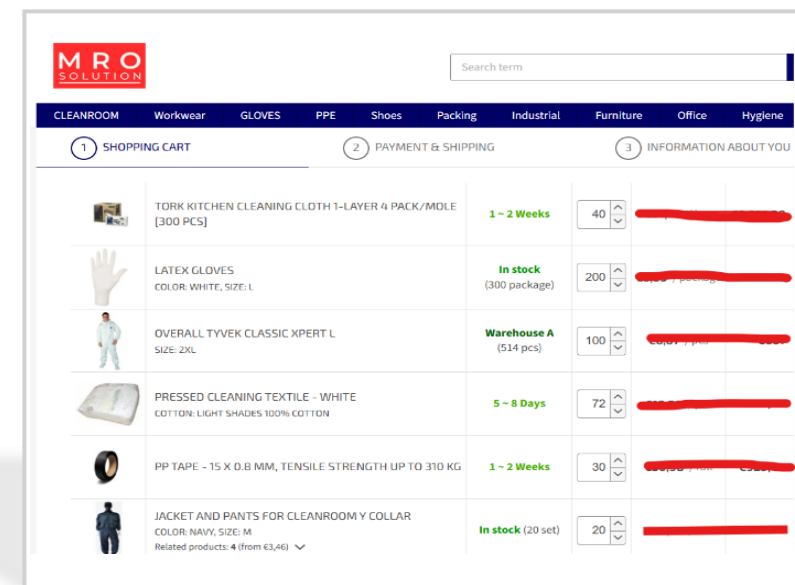 MRO
SOLUTION
Search term
CLEANROOM Workwear GLOVES PPE Shoes Packing Industrial Furniture Office Hygiene
1 SHOPPING CART 2 PAYMENT & SHIPPING 3 INFORMATION ABOUT YOU
TORK KITCHEN CLEANING CLOTH 1-LAYER 4 PACK/MOLE
[300 PCS]
1 ~ 2 Weeks
40
LATEX GLOVES
COLOR: WHITE, SIZE: L
In stock
(300 package)
200
OVERALL TYVEK CLASSIC XPERT L
SIZE: 2XL
Warehouse A
(514 pcs)
100
PRESSED CLEANING TEXTILE - WHITE
COTTON: LIGHT SHADES 100% COTTON
5 ~ 8 Days
72
PP TAPE - 15 X 0.8 MM, TENSILE STRENGTH UP TO 310 KG
1 ~ 2 Weeks
30
JACKET AND PANTS FOR CLEANROOM Y COLLAR
COLOR: NAVY, SIZE: M
Related products: 4 (from €3,46)
In stock (20 set)
20